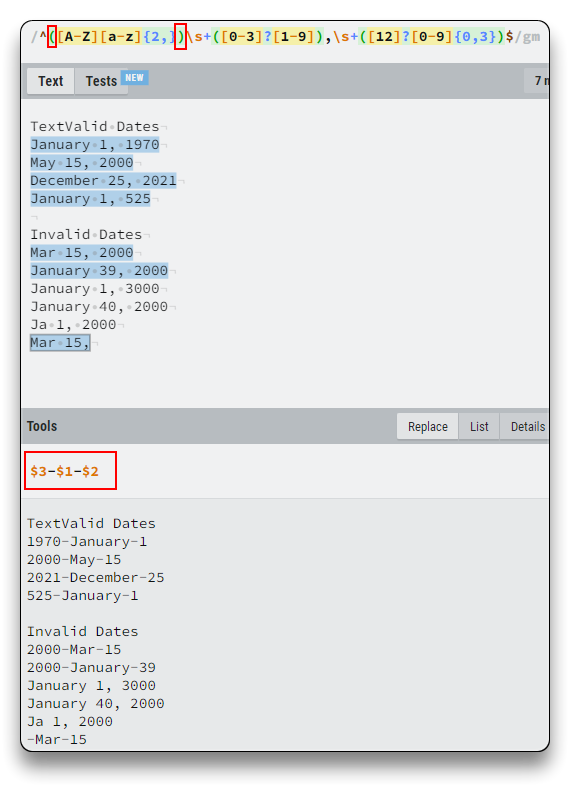 /^([A-Z][a-z]{2,})\s+([0-3]?[1-9]),\s+([12]?[0-9]{0,3})$/gm
Text Tests NEW 7 m
TextValid Dates
January 1, 1970
May 15, 2000
December 25, 2021
January 1, 525
Invalid Dates
Mar 15, 2000
January 39, 2000
January 1, 3000
January 40, 2000
Ja 1, 2000
Mar 15,
Tools Replace List Details
$3-$1-$2
TextValid Dates
1970-January-1
2000-May-15
2021-December-25
525-January-1
Invalid Dates
2000-Mar-15
2000-January-39
January 1, 3000
January 40, 2000
Ja 1, 2000
-Mar-15